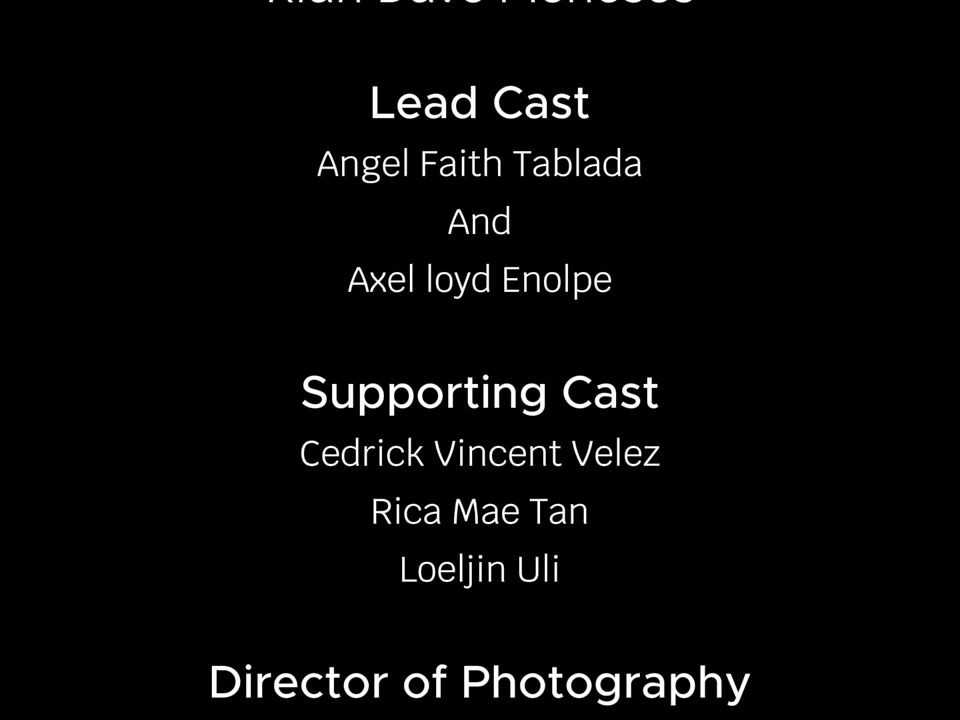 Lead Cast
Angel Faith Tablada
And
Axel loyd Enolpe
Supporting Cast
Cedrick Vincent Velez
Rica Mae Tan
Loeljin Uli
Director of Photography